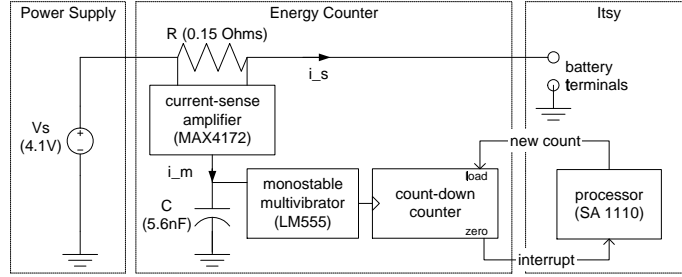 Power Supply
Energy Counter
Itsy
R (0.15 Ohms)
i_s
battery
terminals
current-sense
amplifier
(MAX4172)
Vs
(4.1V)
i_m
new count
load
C
(5.6nF)
monostable
multivibrator
(LM555)
count-down
counter
zero
processor
(SA 1110)
interrupt